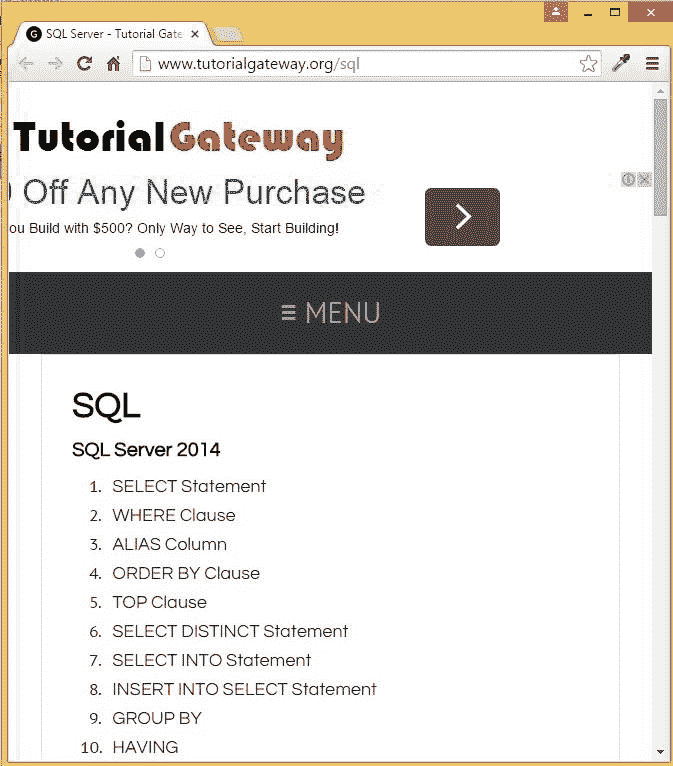 SQL Server - Tutorial Gate
www.tutorialgateway.org/sql
TutorialGateway
Off Any New Purchase
ou Build with $500? Only Way to See, Start Building!
MENU
SQL
SQL Server 2014
1. SELECT Statement
2. WHERE Clause
3. ALIAS Column
4. ORDER BY Clause
5. TOP Clause
6. SELECT DISTINCT Statement
7. SELECT INTO Statement
8. INSERT INTO SELECT Statement
9. GROUP BY
10. HAVING